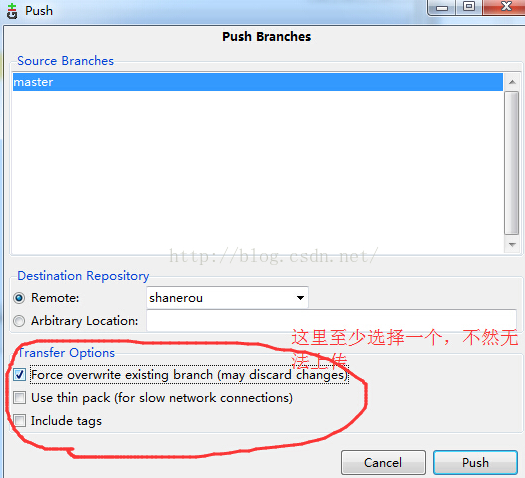 Push
Push Branches
Source Branches
master
http://blog.csdn.net/
Destination Repository
Remote:
shanerou
Arbitrary Location:
这里至少选择一个，不然无
法上传
Transfer Options
Force overwrite existing branch (may discard changes)
Use thin pack (for slow network connections)
Include tags
Cancel
Push